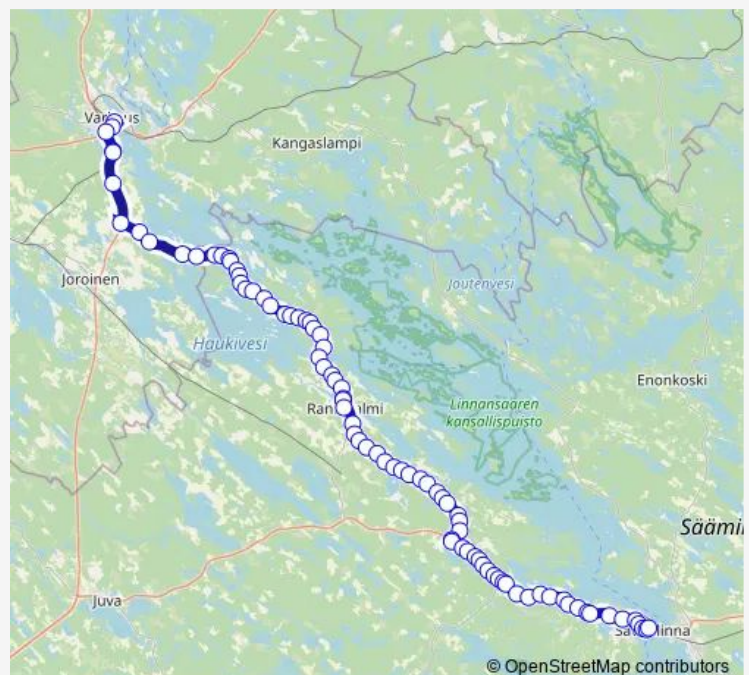 Kangaslampi
Joroinen
Joutenvesi
Haukivesi
Enonkoski
Linnansaaren
kansallispuisto
Juva
© OpenStreetMap contributors